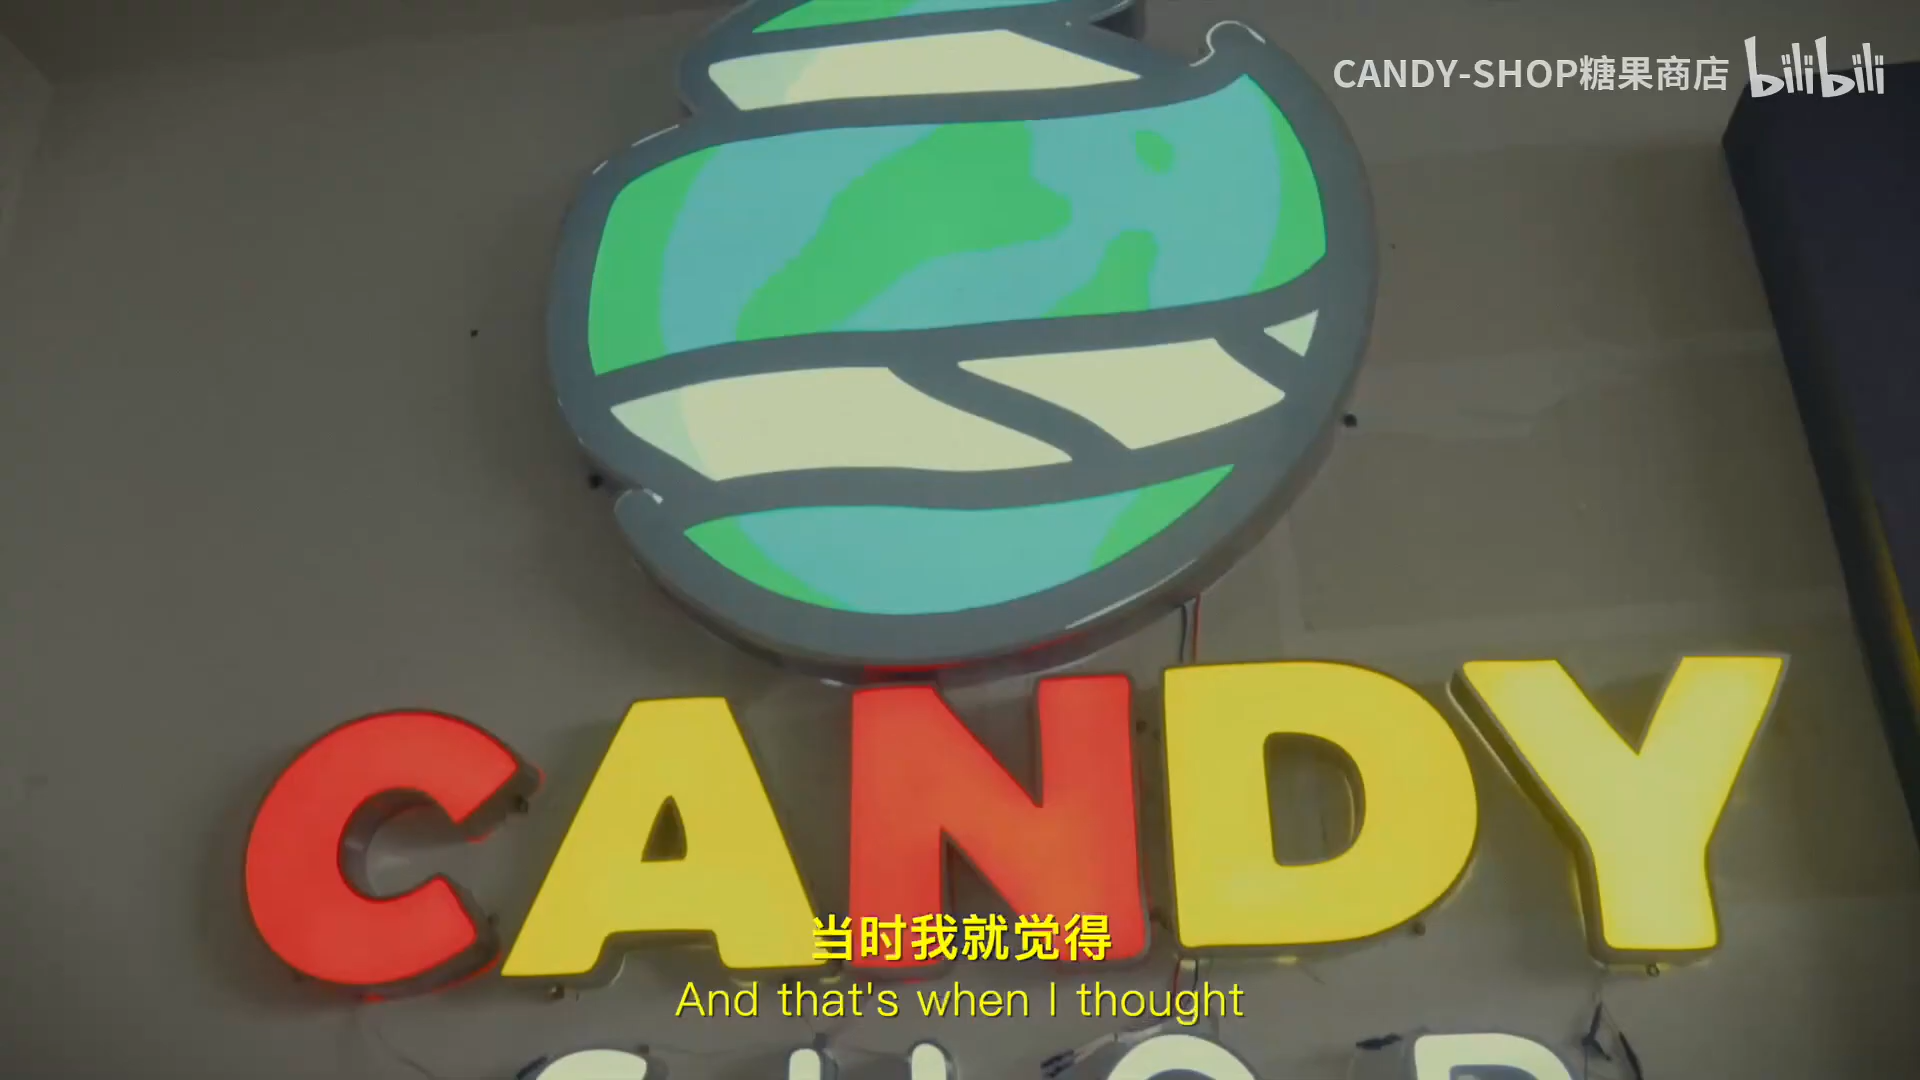 CANDY-SHOP糖果商店 bilibili
CANDY
当时我就觉得
And that's when I thought
SHOP